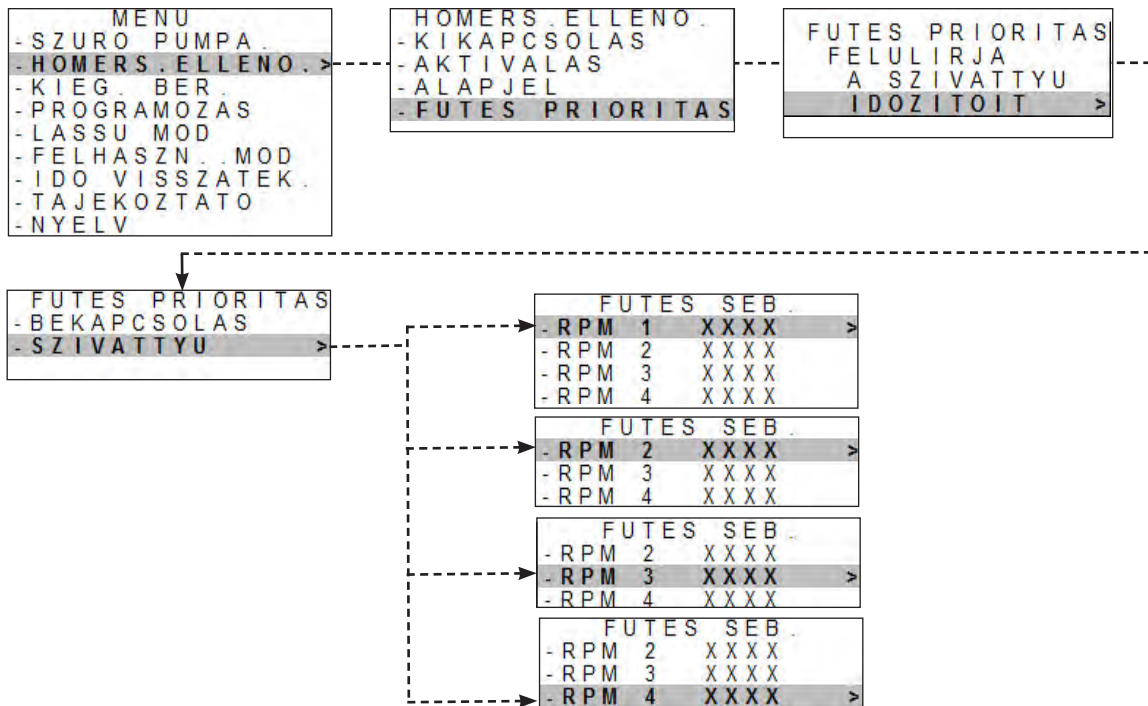 MENU
-SZURO PUMPA.
-HOMERS.ELLENO.>
-KIEG. BER.
-PROGRAMOZAS
-LASSU MOD
-FELHASZN..MOD
-IDO VISSZATEK.
-TAJEKOZTATO
-NYELV
HOMERS.ELLENO.
-KIKAPCSOLAS
-AKTIVALAS
-ALAPJEL
-FUTES PRIORITAS
FUTES PRIORITAS
FELULIRJA
A SZIVATTYU
IDOZITOIT >
FUTES PRIORITAS
-BEKAPCSOLAS
-SZIVATTYU >
FUTES SEB.
-RPM 1 XXXX >
-RPM 2 XXXX
-RPM 3 XXXX
-RPM 4 XXXX
FUTES SEB.
-RPM 2 XXXX >
-RPM 3 XXXX
-RPM 4 XXXX
FUTES SEB.
-RPM 2 XXXX
-RPM 3 XXXX >
-RPM 4 XXXX
FUTES SEB.
-RPM 2 XXXX
-RPM 3 XXXX
-RPM 4 XXXX >